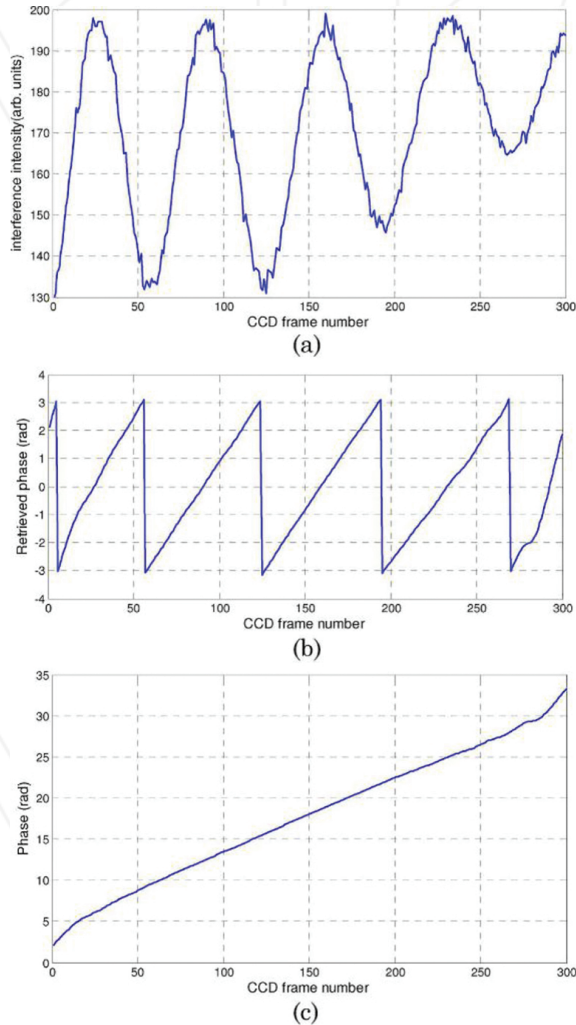 200
190
180
170
160
150
140
130
interference intensity(arb. units)
0 50 100 150 200 250 300
CCD frame number
(a)
4
3
2
1
0
-1
-2
-3
-4
Retrieved phase (rad)
0 50 100 150 200 250 300
CCD frame number
(b)
35
30
25
20
15
10
5
0
Phase (rad)
0 50 100 150 200 250 300
CCD frame number
(c)